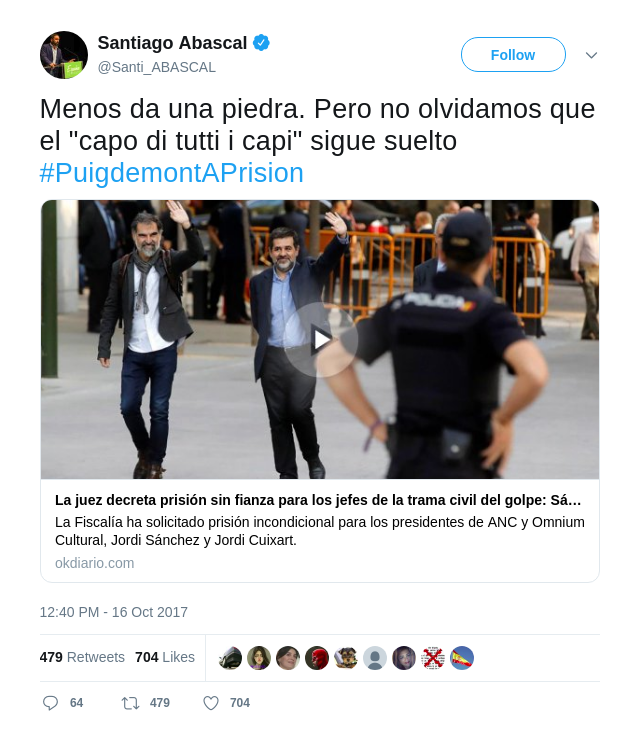 Santiago Abascal
@Santi_ABASCAL
Follow
Menos da una piedra. Pero no olvidamos que
el "capo di tutti i capi" sigue suelto
#PuigdemontAPrision
POLICIA
La juez decreta prisión sin fianza para los jefes de la trama civil del golpe: Sá…
La Fiscalía ha solicitado prisión incondicional para los presidentes de ANC y Omnium
Cultural, Jordi Sánchez y Jordi Cuixart.
okdiario.com
12:40 PM - 16 Oct 2017
479 Retweets 704 Likes
64 479 704